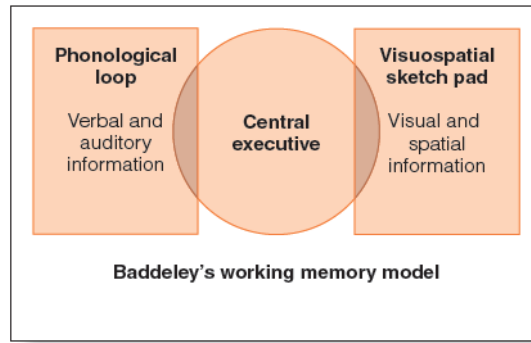 Phonological
loop
Verbal and
auditory
information
Central
executive
Visuospatial
sketch pad
Visual and
spatial
information
Baddeley's working memory model